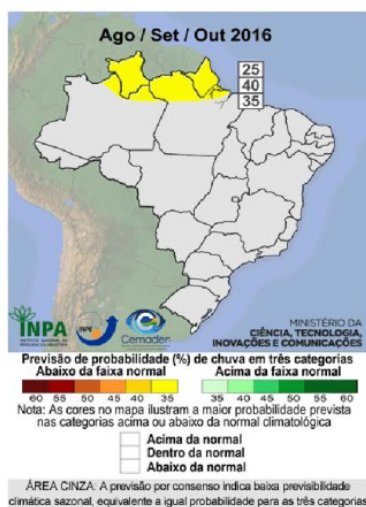 Ago / Set / Out 2016
25
40
35
INPA
INPE
Cemaden
MINISTÉRIO DA
CIÊNCIA, TECNOLOGIA,
INOVAÇÕES E COMUNICAÇÕES
Previsão de probabilidade (%) de chuva em três categorias
Abaixo da faixa normal Acima da faixa normal
60 55 50 45 40 35 35 40 45 50 55 60
Nota: As cores no mapa ilustram a maior probabilidade prevista
nas categorias acima ou abaixo da normal climatológica
Acima da normal
Dentro da normal
Abaixo da normal
ÁREA CINZA: A previsão por consenso indica baixa previsibilidade
climática sazonal, equivalente a igual probabilidade para as três categorias